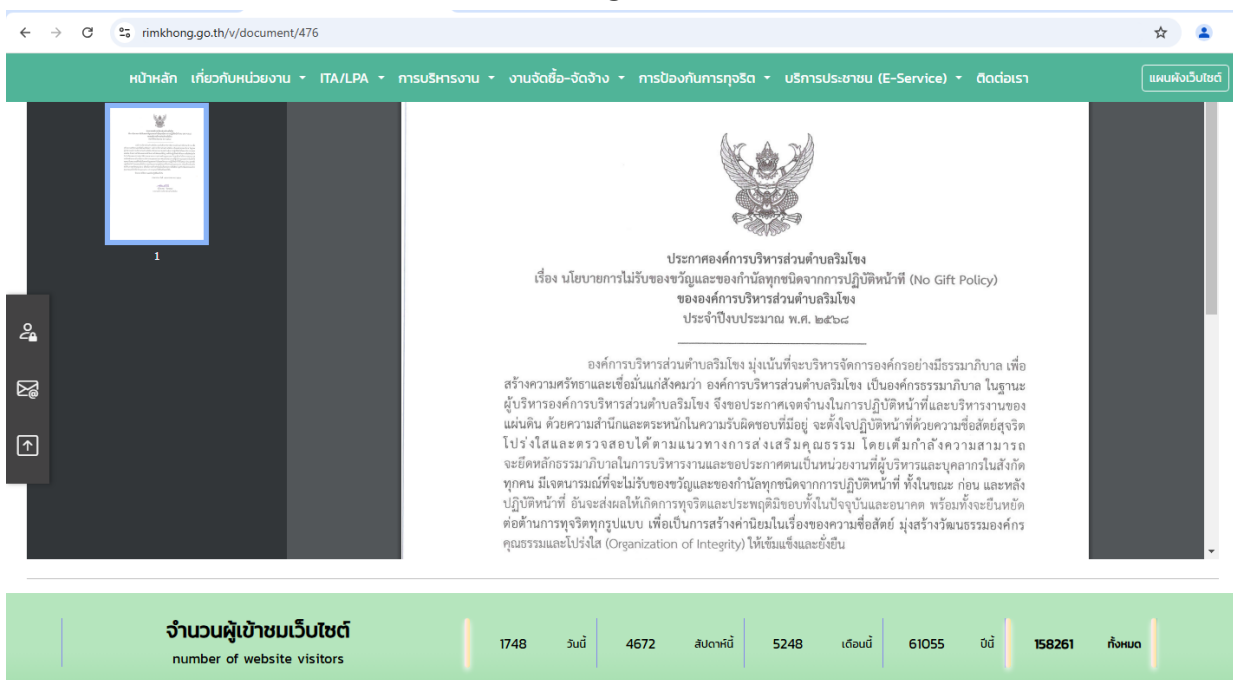 rimkhong.go.th/v/document/476
หน้าหลัก เกี่ยวกับหน่วยงาน ITA/LPA การบริหารงาน งานจัดซื้อ-จัดจ้าง การป้องกันการทุจริต บริการประชาชน (E-Service) ติดต่อเรา แผนผังเว็บไซต์
1
ประกาศองค์การบริหารส่วนตำบลริมโขง
เรื่อง นโยบายการไม่รับของขวัญและของกำนัลทุกชนิดจากการปฏิบัติหน้าที่ (No Gift Policy)
ขององค์การบริหารส่วนตำบลริมโขง
ประจำปีงบประมาณ พ.ศ. ๒๕๖๘
องค์การบริหารส่วนตำบลริมโขง มุ่งเน้นที่จะบริหารจัดการองค์กรอย่างมีธรรมาภิบาล เพื่อ
สร้างความศรัทธาและเชื่อมั่นแก่สังคมว่า องค์การบริหารส่วนตำบลริมโขง เป็นองค์กรธรรมาภิบาล ในฐานะ
ผู้บริหารองค์การบริหารส่วนตำบลริมโขง จึงขอประกาศเจตจำนงในการปฏิบัติหน้าที่และบริหารงานของ
แผ่นดิน ด้วยความสำนึกและตระหนักในความรับผิดชอบที่มีอยู่ จะตั้งใจปฏิบัติหน้าที่ด้วยความซื่อสัตย์สุจริต
โปร่งใสและตรวจสอบได้ตามแนวทางการส่งเสริมคุณธรรม โดยเต็มกำลังความสามารถ
จะยึดหลักธรรมาภิบาลในการบริหารงานและขอประกาศตนเป็นหน่วยงานที่ผู้บริหารและบุคลากรในสังกัด
ทุกคน มีเจตนารมณ์ที่จะไม่รับของขวัญและของกำนัลทุกชนิดจากการปฏิบัติหน้าที่ ทั้งในขณะ ก่อน และหลัง
ปฏิบัติหน้าที่ อันจะส่งผลให้เกิดการทุจริตและประพฤติมิชอบทั้งในปัจจุบันและอนาคต พร้อมทั้งจะยืนหยัด
ต่อต้านการทุจริตทุกรูปแบบ เพื่อเป็นการสร้างค่านิยมในเรื่องของความซื่อสัตย์ มุ่งสร้างวัฒนธรรมองค์กร
คุณธรรมและโปร่งใส (Organization of Integrity) ให้เข้มแข็งและยั่งยืน
จำนวนผู้เข้าชมเว็บไซต์
number of website visitors
1748 วันนี้ 4672 สัปดาห์นี้ 5248 เดือนนี้ 61055 ปีนี้ 158261 ทั้งหมด